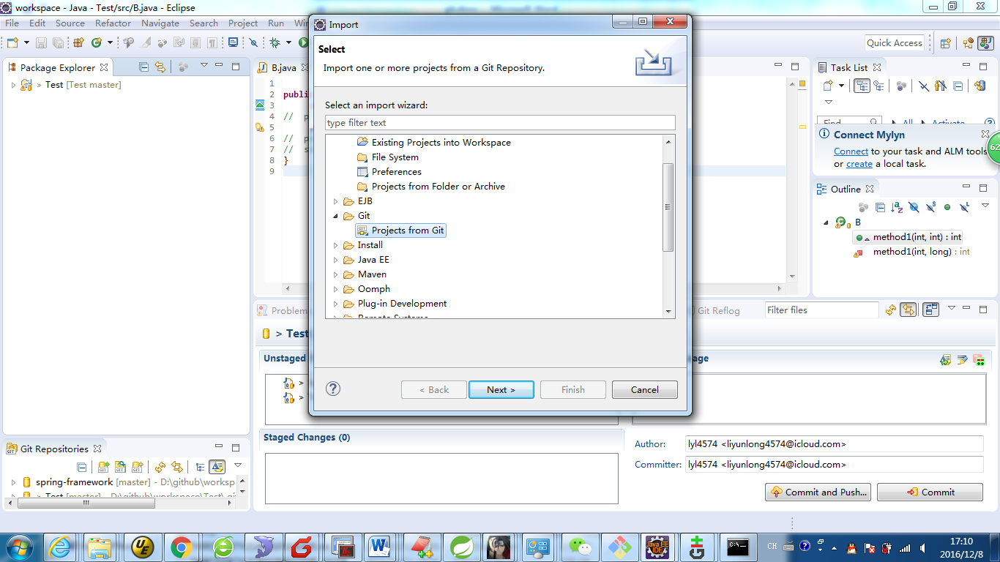 workspace - Java - Test/src/B.java - Eclipse
File Edit Source Refactor Navigate Search Project Run
Quick Access
Package Explorer
> Test [Test master]
B.java
1
2 publi
3
4 // p
5
6 // p
7 // s
8 }
9
Import
Select
Import one or more projects from a Git Repository.
Select an import wizard:
type filter text
Existing Projects into Workspace
File System
Preferences
Projects from Folder or Archive
EJB
Git
Projects from Git
Install
Java EE
Maven
Oomph
Plug-in Development
Remote Systems
< Back
Next >
Finish
Cancel
Task List
Find
All
Activate...
Connect Mylyn
Connect to your task and ALM tools
or create a local task.
62
Outline
B
method1(int, int) : int
method1(int, long) : int
Problem
Git Reflog
Filter files
> Test
Unstaged
age
>
>
Staged Changes (0)
Author: lyl4574 <liyunlong4574@icloud.com>
Committer: lyl4574 <liyunlong4574@icloud.com>
Commit and Push...
Commit
Git Repositories
spring-framework [master] - D:\github\worksp
> Test [master] - D:\github\workspace\Test\.gi
CH
17:10
2016/12/8